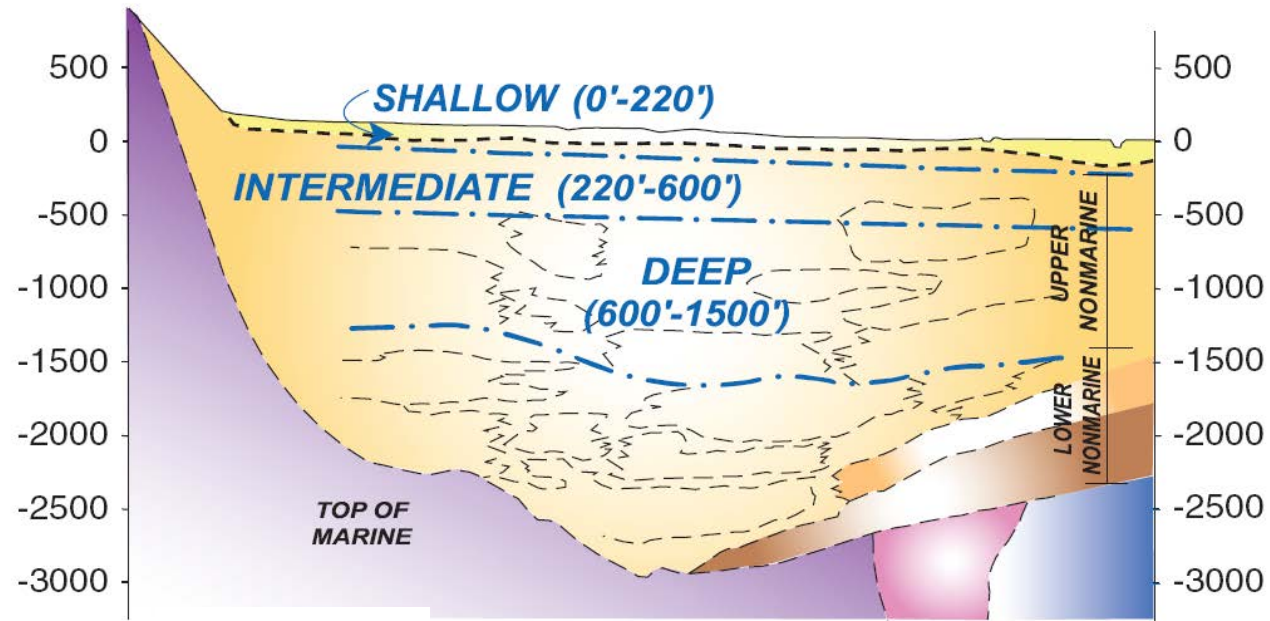 500
0
-500
-1000
-1500
-2000
-2500
-3000
SHALLOW (0'-220')
INTERMEDIATE (220'-600')
DEEP
(600'-1500')
TOP OF
MARINE
UPPER
NONMARINE
LOWER
NONMARINE
500
0
-500
-1000
-1500
-2000
-2500
-3000